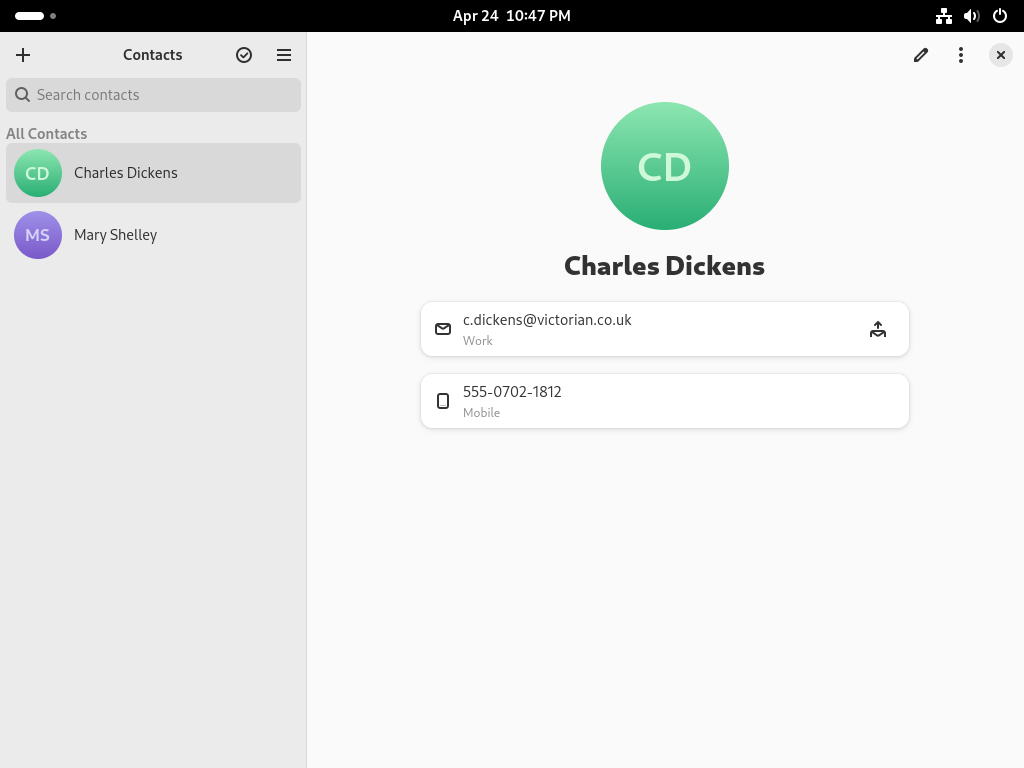 Apr 24 10:47 PM
Contacts
Search contacts
All Contacts
CD
Charles Dickens
MS
Mary Shelley
CD
Charles Dickens
c.dickens@victorian.co.uk
Work
555-0702-1812
Mobile